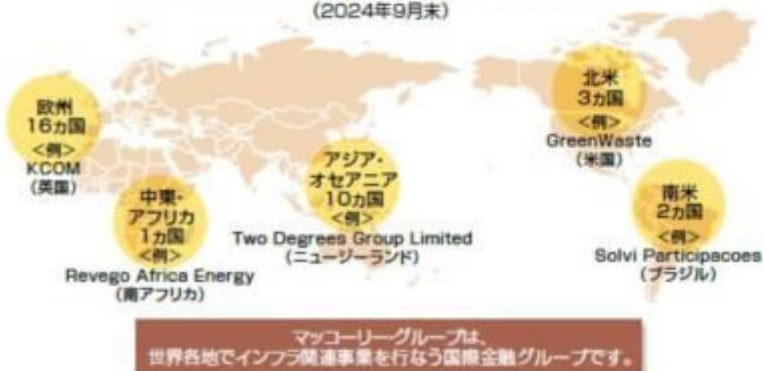 （2024年9月末）
欧州
16ヵ国
<例>
KCOM
（英国）
中東・
アフリカ
1ヵ国
<例>
Revego Africa Energy
（南アフリカ）
アジア・
オセアニア
10ヵ国
<例>
Two Degrees Group Limited
（ニュージーランド）
北米
3ヵ国
<例>
GreenWaste
（米国）
南米
2ヵ国
<例>
Solvi Participacoes
（ブラジル）
マッコーリーグループは、
世界各地でインフラ関連事業を行なう国際金融グループです。